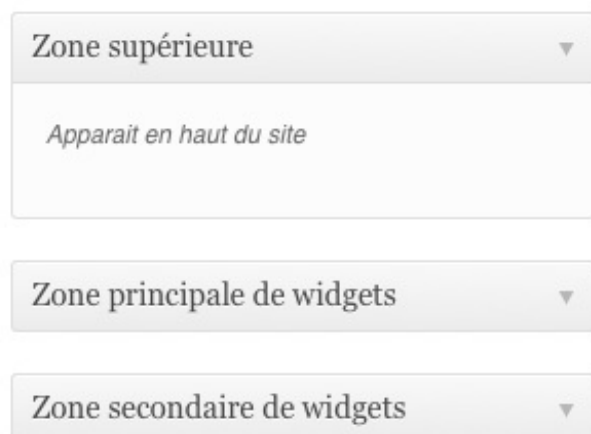 Zone supérieure
Apparait en haut du site
Zone principale de widgets
Zone secondaire de widgets